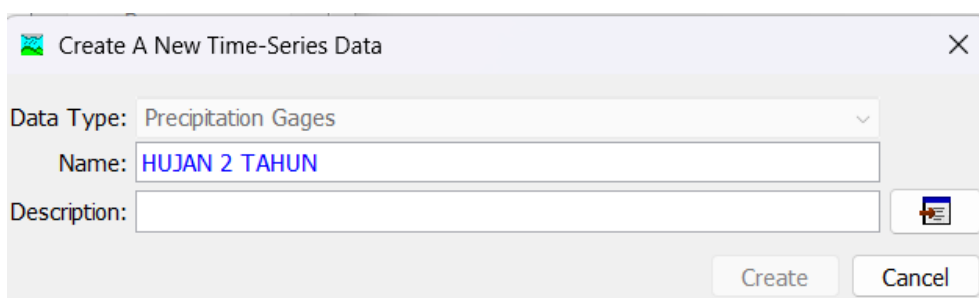 Create A New Time-Series Data
Data Type: Precipitation Gages
Name: HUJAN 2 TAHUN
Description:
Create Cancel